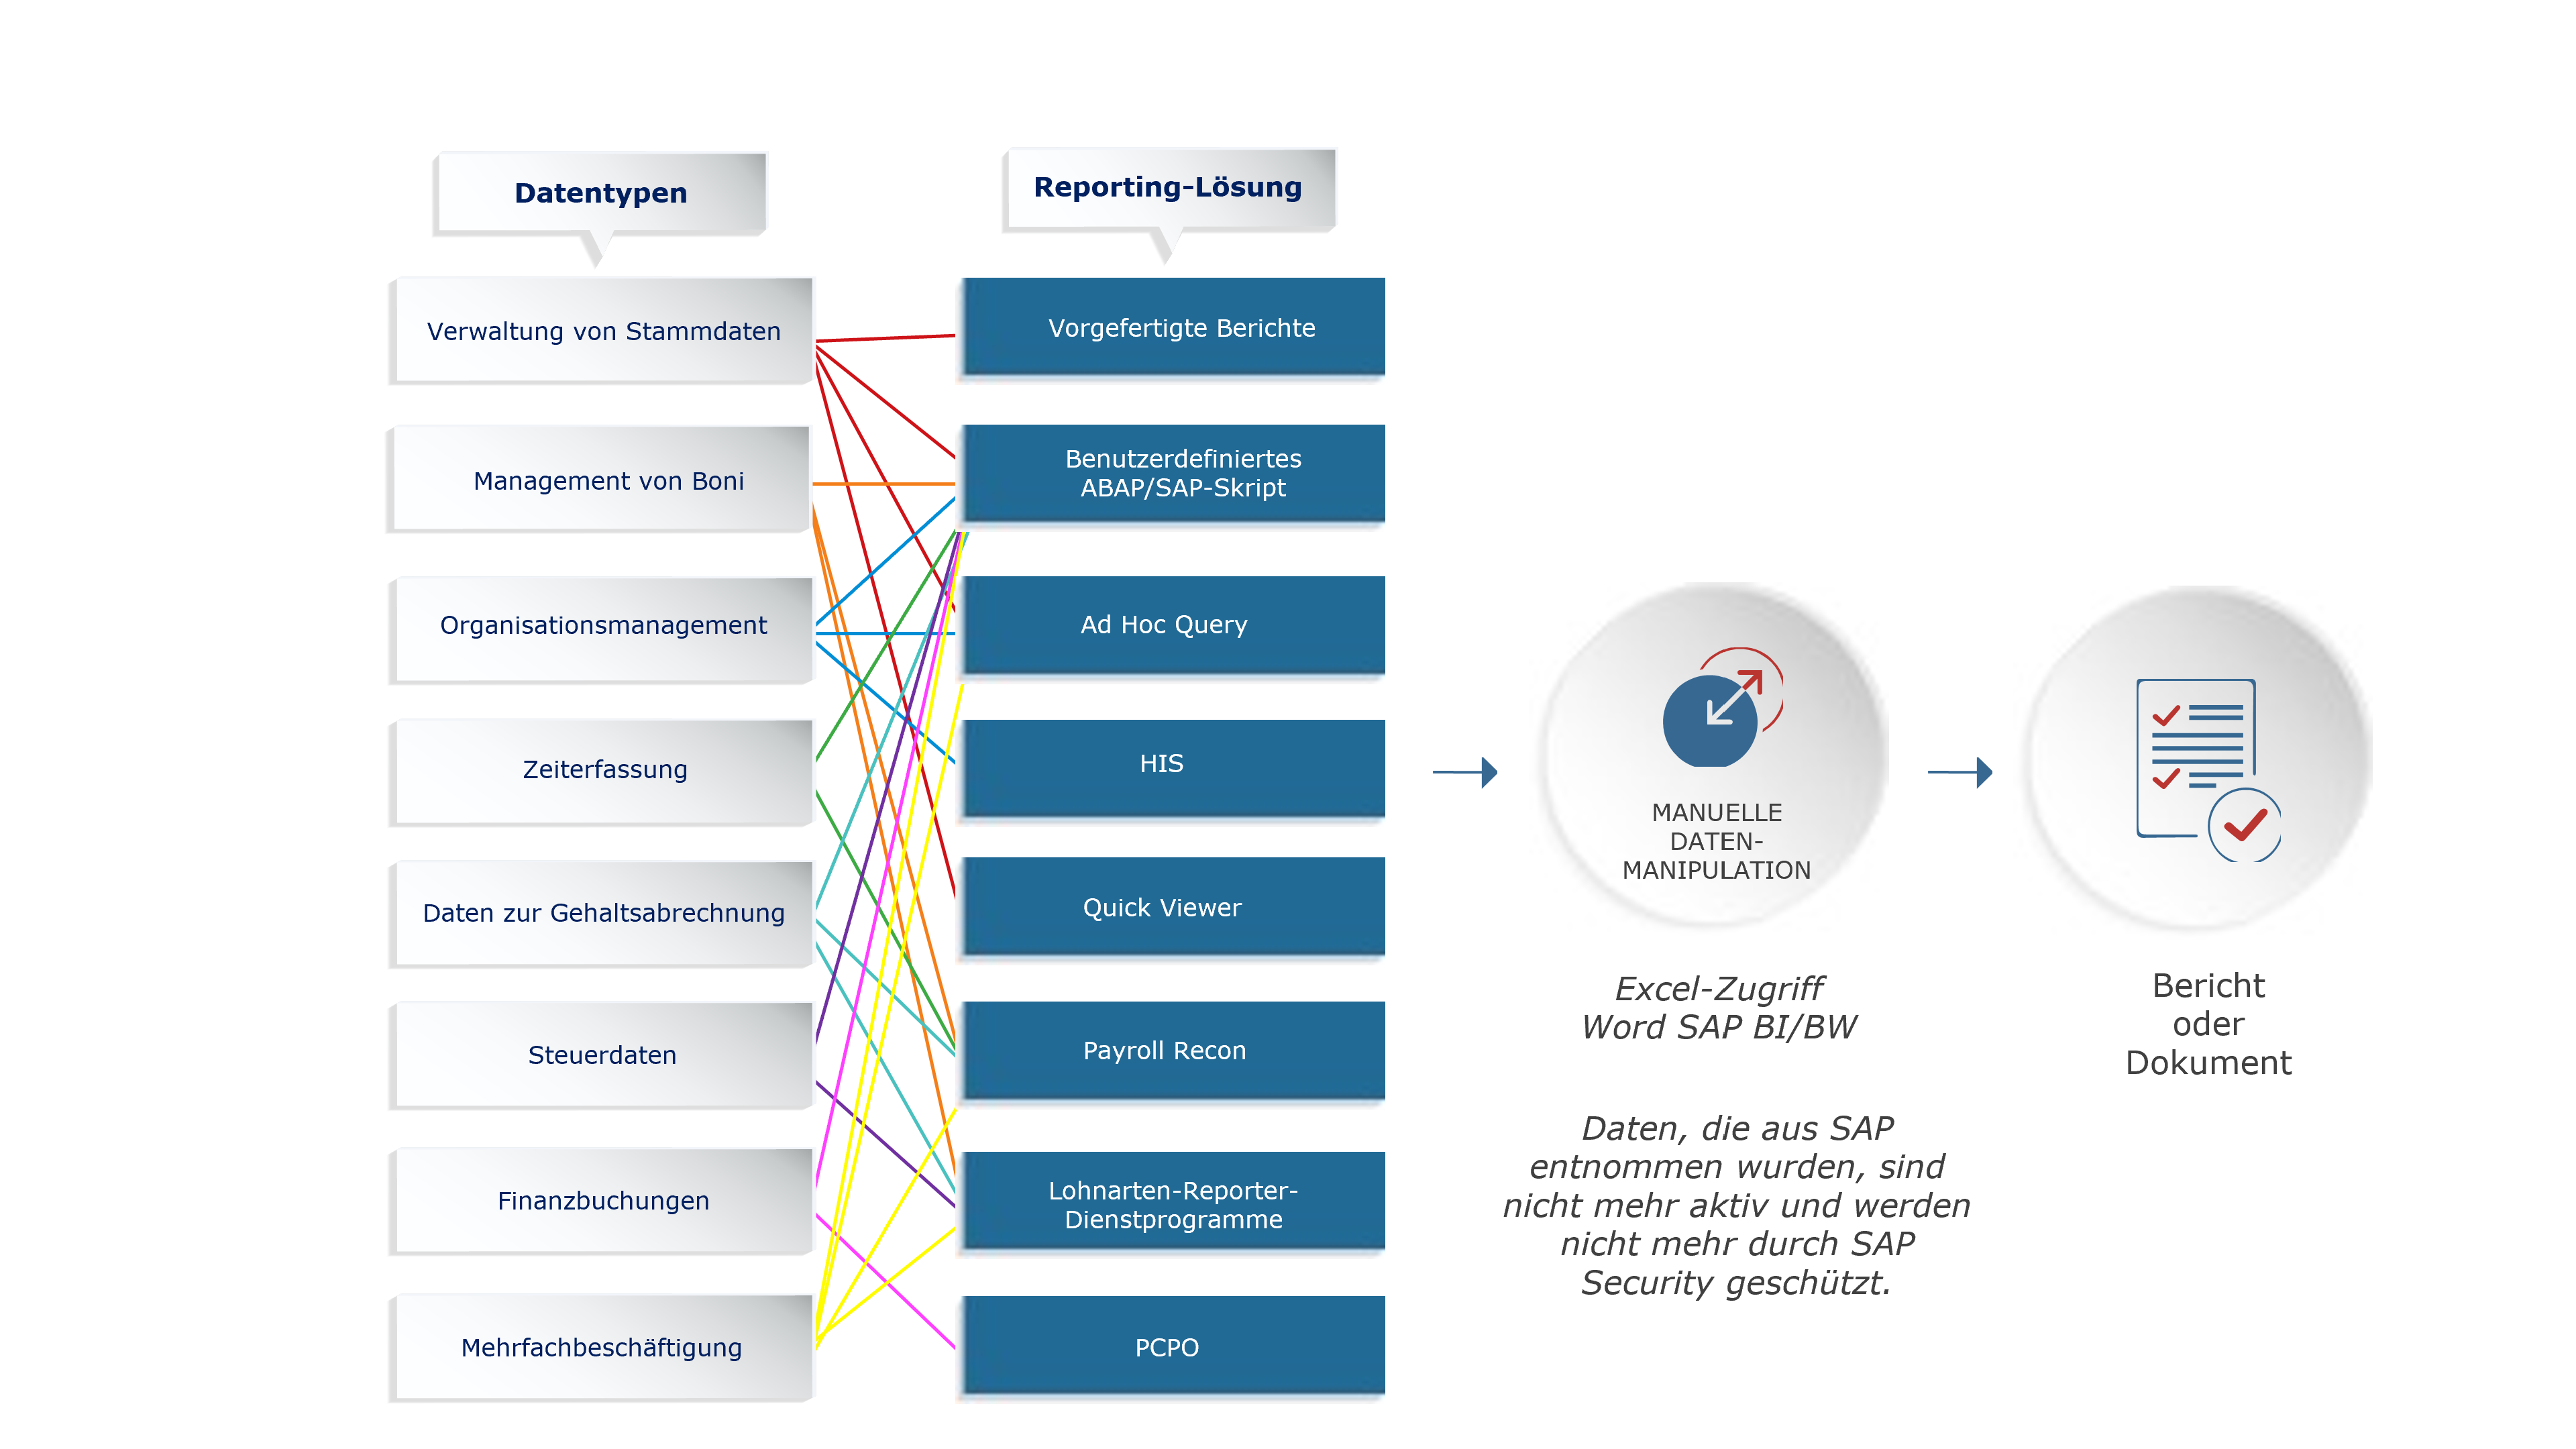 Datentypen
Reporting-Lösung
Verwaltung von Stammdaten
Vorgefertigte Berichte
Management von Boni
Benutzerdefiniertes
ABAP/SAP-Skript
Organisationsmanagement
Ad Hoc Query
Zeiterfassung
HIS
Daten zur Gehaltsabrechnung
Quick Viewer
Steuerdaten
Payroll Recon
Finanzbuchungen
Lohnarten-Reporter-
Dienstprogramme
Mehrfachbeschäftigung
PCPO
MANUELLE
DATEN-
MANIPULATION
Excel-Zugriff
Word SAP BI/BW
Daten, die aus SAP
entnommen wurden, sind
nicht mehr aktiv und werden
nicht mehr durch SAP
Security geschützt.
Bericht
oder
Dokument